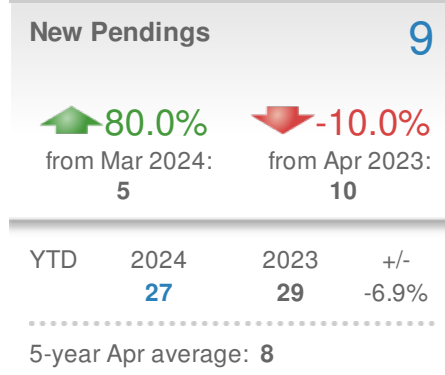 New Pendings 9
80.0% -10.0%
from Mar 2024: from Apr 2023:
5 10
YTD 2024 2023 +/-
27 29 -6.9%
5-year Apr average: 8